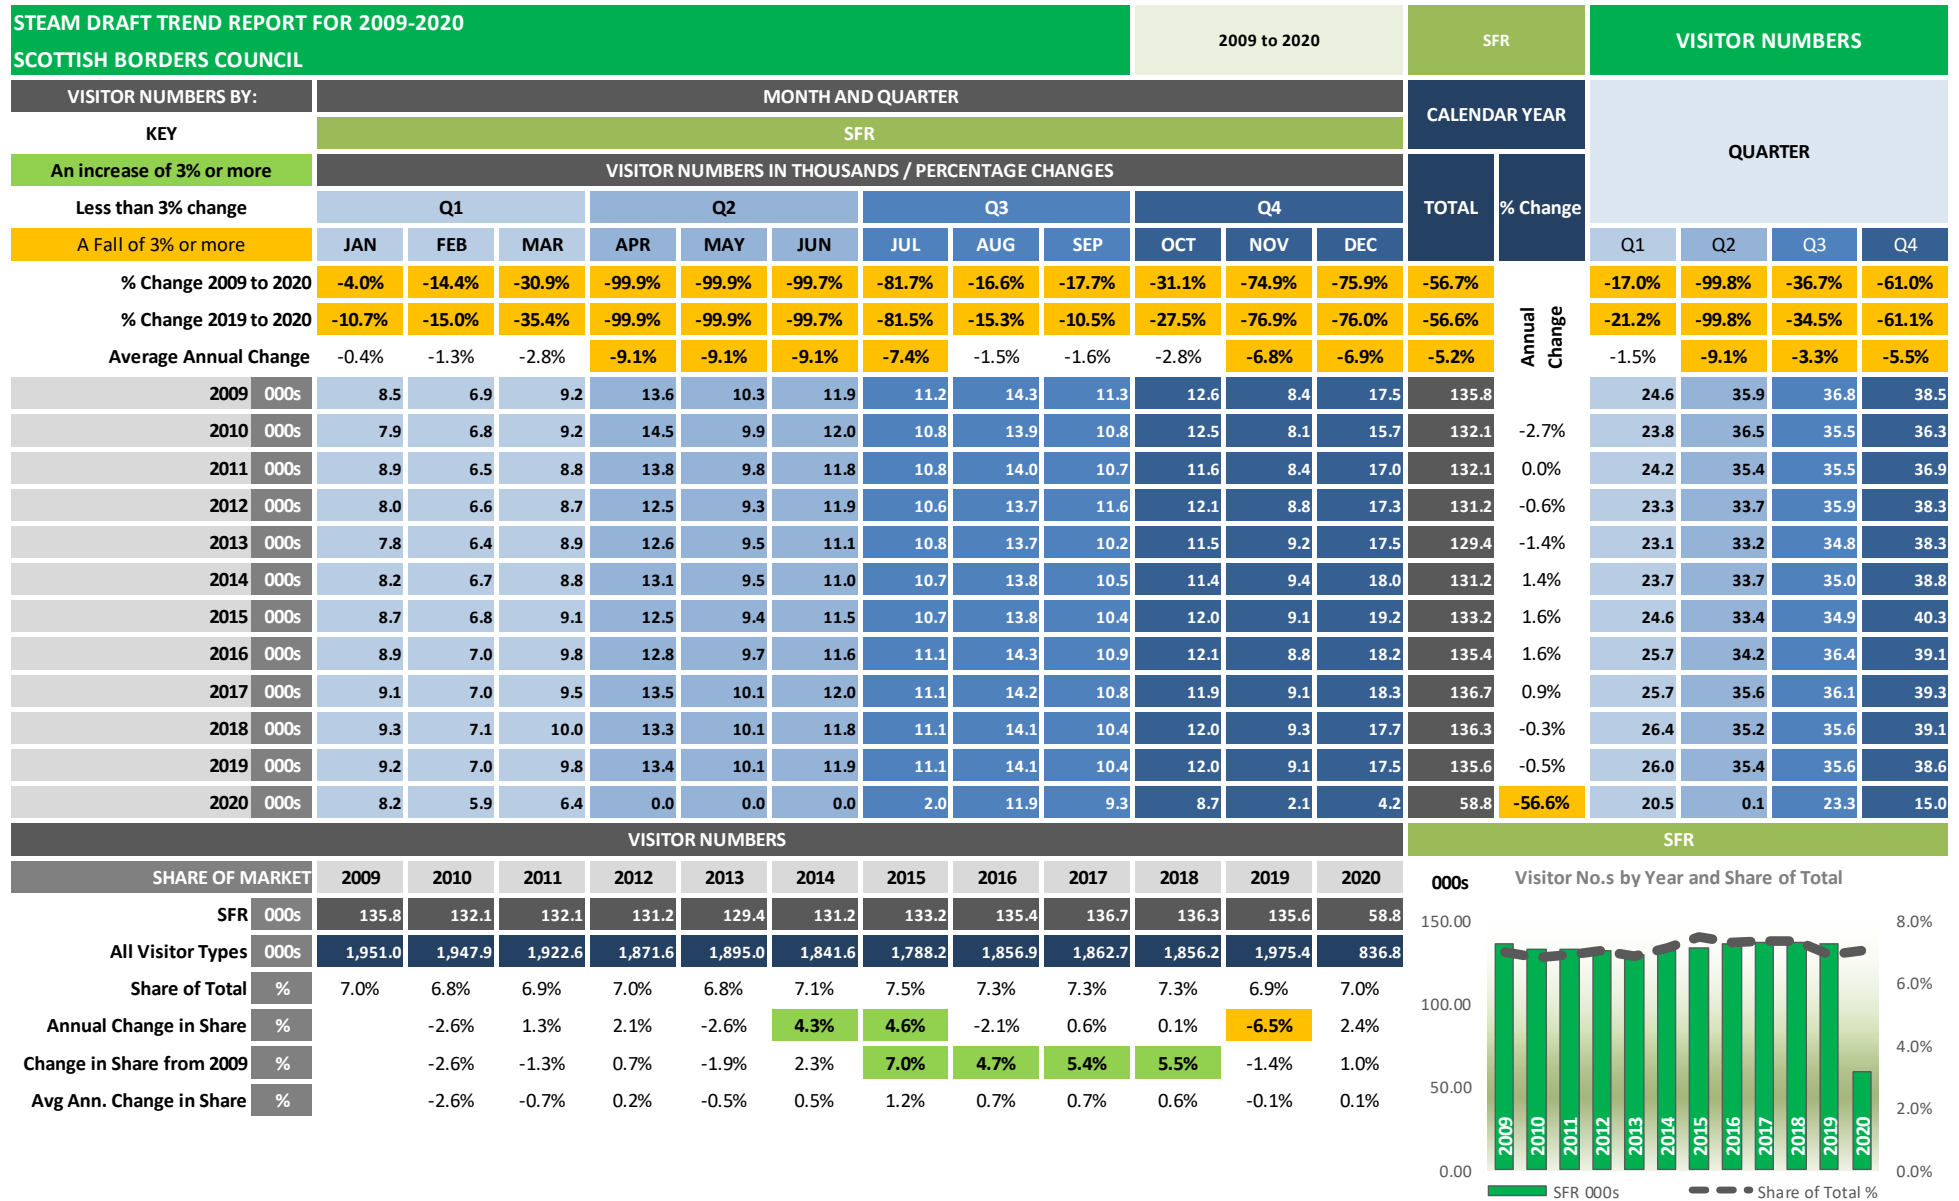 STEAM DRAFT TREND REPORT FOR 2009-2020
SCOTTISH BORDERS COUNCIL
2009 to 2020
SFR
VISITOR NUMBERS
VISITOR NUMBERS BY: MONTH AND QUARTER CALENDAR YEAR QUARTER
KEY SFR
An increase of 3% or more VISITOR NUMBERS IN THOUSANDS / PERCENTAGE CHANGES
Less than 3% change Q1 Q2 Q3 Q4 TOTAL % Change
A Fall of 3% or more JAN FEB MAR APR MAY JUN JUL AUG SEP OCT NOV DEC Q1 Q2 Q3 Q4
% Change 2009 to 2020 -4.0% -14.4% -30.9% -99.9% -99.9% -99.7% -81.7% -16.6% -17.7% -31.1% -74.9% -75.9% -56.7% -17.0% -99.8% -36.7% -61.0%
% Change 2019 to 2020 -10.7% -15.0% -35.4% -99.9% -99.9% -99.7% -81.5% -15.3% -10.5% -27.5% -76.9% -76.0% -56.6% -21.2% -99.8% -34.5% -61.1%
Average Annual Change -0.4% -1.3% -2.8% -9.1% -9.1% -9.1% -7.4% -1.5% -1.6% -2.8% -6.8% -6.9% -5.2% -1.5% -9.1% -3.3% -5.5%
Annual
Change
2009 000s 8.5 6.9 9.2 13.6 10.3 11.9 11.2 14.3 11.3 12.6 8.4 17.5 135.8 24.6 35.9 36.8 38.5
2010 000s 7.9 6.8 9.2 14.5 9.9 12.0 10.8 13.9 10.8 12.5 8.1 15.7 132.1 -2.7% 23.8 36.5 35.5 36.3
2011 000s 8.9 6.5 8.8 13.8 9.8 11.8 10.8 14.0 10.7 11.6 8.4 17.0 132.1 0.0% 24.2 35.4 35.5 36.9
2012 000s 8.0 6.6 8.7 12.5 9.3 11.9 10.6 13.7 11.6 12.1 8.8 17.3 131.2 -0.6% 23.3 33.7 35.9 38.3
2013 000s 7.8 6.4 8.9 12.6 9.5 11.1 10.8 13.7 10.2 11.5 9.2 17.5 129.4 -1.4% 23.1 33.2 34.8 38.3
2014 000s 8.2 6.7 8.8 13.1 9.5 11.0 10.7 13.8 10.5 11.4 9.4 18.0 131.2 1.4% 23.7 33.7 35.0 38.8
2015 000s 8.7 6.8 9.1 12.5 9.4 11.5 10.7 13.8 10.4 12.0 9.1 19.2 133.2 1.6% 24.6 33.4 34.9 40.3
2016 000s 8.9 7.0 9.8 12.8 9.7 11.6 11.1 14.3 10.9 12.1 8.8 18.2 135.4 1.6% 25.7 34.2 36.4 39.1
2017 000s 9.1 7.0 9.5 13.5 10.1 12.0 11.1 14.2 10.8 11.9 9.1 18.3 136.7 0.9% 25.7 35.6 36.1 39.3
2018 000s 9.3 7.1 10.0 13.3 10.1 11.8 11.1 14.1 10.4 12.0 9.3 17.7 136.3 -0.3% 26.4 35.2 35.6 39.1
2019 000s 9.2 7.0 9.8 13.4 10.1 11.9 11.1 14.1 10.4 12.0 9.1 17.5 135.6 -0.5% 26.0 35.4 35.6 38.6
2020 000s 8.2 5.9 6.4 0.0 0.0 0.0 2.0 11.9 9.3 8.7 2.1 4.2 58.8 -56.6% 20.5 0.1 23.3 15.0
VISITOR NUMBERS SFR
SHARE OF MARKET 2009 2010 2011 2012 2013 2014 2015 2016 2017 2018 2019 2020
SFR 000s 135.8 132.1 132.1 131.2 129.4 131.2 133.2 135.4 136.7 136.3 135.6 58.8
All Visitor Types 000s 1,951.0 1,947.9 1,922.6 1,871.6 1,895.0 1,841.6 1,788.2 1,856.9 1,862.7 1,856.2 1,975.4 836.8
Share of Total % 7.0% 6.8% 6.9% 7.0% 6.8% 7.1% 7.5% 7.3% 7.3% 7.3% 6.9% 7.0%
Annual Change in Share % -2.6% 1.3% 2.1% -2.6% 4.3% 4.6% -2.1% 0.6% 0.1% -6.5% 2.4%
Change in Share from 2009 % -2.6% -1.3% 0.7% -1.9% 2.3% 7.0% 4.7% 5.4% 5.5% -1.4% 1.0%
Avg Ann. Change in Share % -2.6% -0.7% 0.2% -0.5% 0.5% 1.2% 0.7% 0.7% 0.6% -0.1% 0.1%
000s Visitor No.s by Year and Share of Total
150.00 8.0%
6.0%
100.00
4.0%
50.00
2.0%
2009 2010 2011 2012 2013 2014 2015 2016 2017 2018 2019 2020
0.00 0.0%
SFR 000s Share of Total %